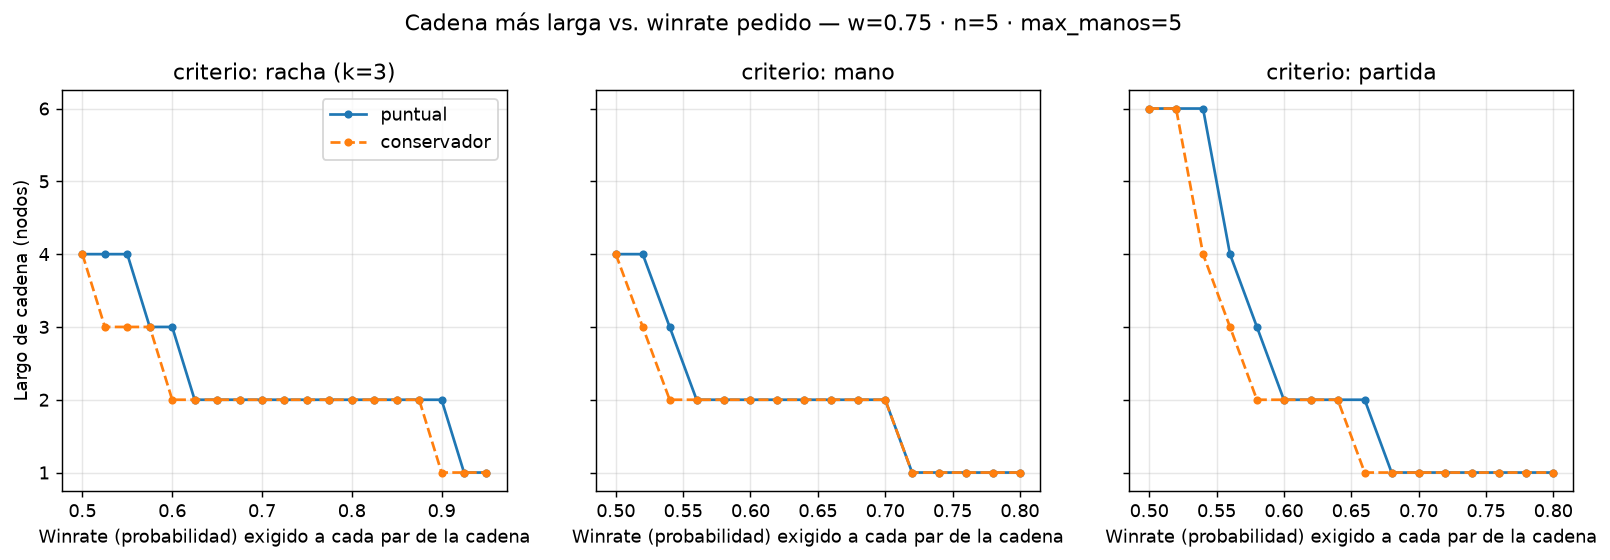 Cadena más larga vs. winrate pedido — w=0.75 · n=5 · max_manos=5
criterio: racha (k=3)
puntual
conservador
Largo de cadena (nodos)
6
5
4
3
2
1
0.5 0.6 0.7 0.8 0.9
Winrate (probabilidad) exigido a cada par de la cadena
criterio: mano
0.50 0.55 0.60 0.65 0.70 0.75 0.80
Winrate (probabilidad) exigido a cada par de la cadena
criterio: partida
0.50 0.55 0.60 0.65 0.70 0.75 0.80
Winrate (probabilidad) exigido a cada par de la cadena